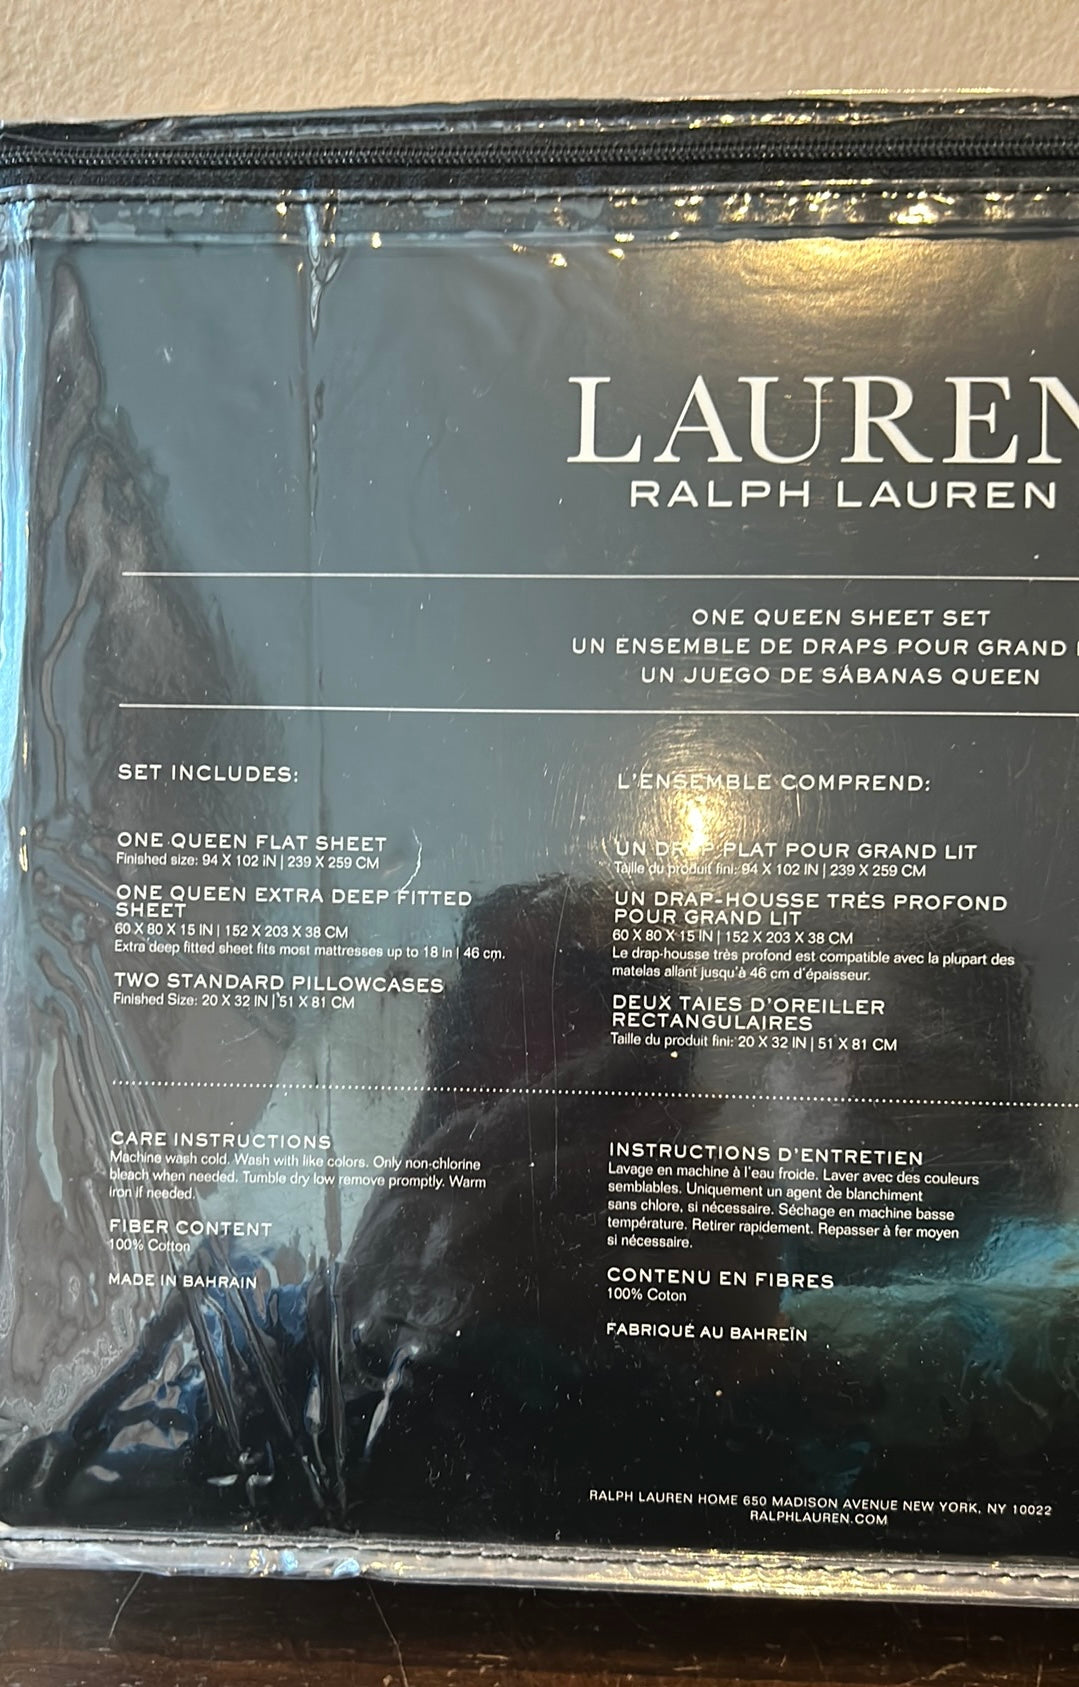 LAUREN
RALPH LAUREN
ONE QUEEN SHEET SET
UN ENSEMBLE DE DRAPS POUR GRAND
UN JUEGO DE SÁBANAS QUEEN
SET INCLUDES:
ONE QUEEN FLAT SHEET
Finished size: 94 X 102 IN | 239 X 259 CM
ONE QUEEN EXTRA DEEP FITTED
SHEET
60 X 80 X 15 IN | 152 X 203 X 38 CM
Extra deep fitted sheet fits most mattresses up to 18 in | 46 cm.
TWO STANDARD PILLOWCASES
Finished Size: 20 X 32 IN | 51 X 81 CM
L'ENSEMBLE COMPREND:
UN DRAP PLAT POUR GRAND LIT
Taille du produit fini: 94 X 102 IN | 239 X 259 CM
UN DRAP-HOUSSE TRÈS PROFOND
POUR GRAND LIT
60 X 80 X 15 IN | 152 X 203 X 38 CM
Le drap-housse très profond est compatible avec la plupart des
matelas allant jusqu'à 46 cm d'épaisseur.
DEUX TAIES D'OREILLER
RECTANGULAIRES
Taille du produit fini: 20 X 32 IN | 51 X 81 CM
CARE INSTRUCTIONS
Machine wash cold. Wash with like colors. Only non-chlorine
bleach when needed. Tumble dry low remove promptly. Warm
iron if needed.
FIBER CONTENT
100% Cotton
MADE IN BAHRAIN
INSTRUCTIONS D'ENTRETIEN
Lavage en machine à l'eau froide. Laver avec des couleurs
semblables. Uniquement un agent de blanchiment
sans chlore, si nécessaire. Séchage en machine basse
température. Retirer rapidement. Repasser à fer moyen
si nécessaire.
CONTENU EN FIBRES
100% Coton
FABRIQUÉ AU BAHREÏN
RALPH LAUREN HOME 650 MADISON AVENUE NEW YORK, NY 10022
RALPHLAUREN.COM